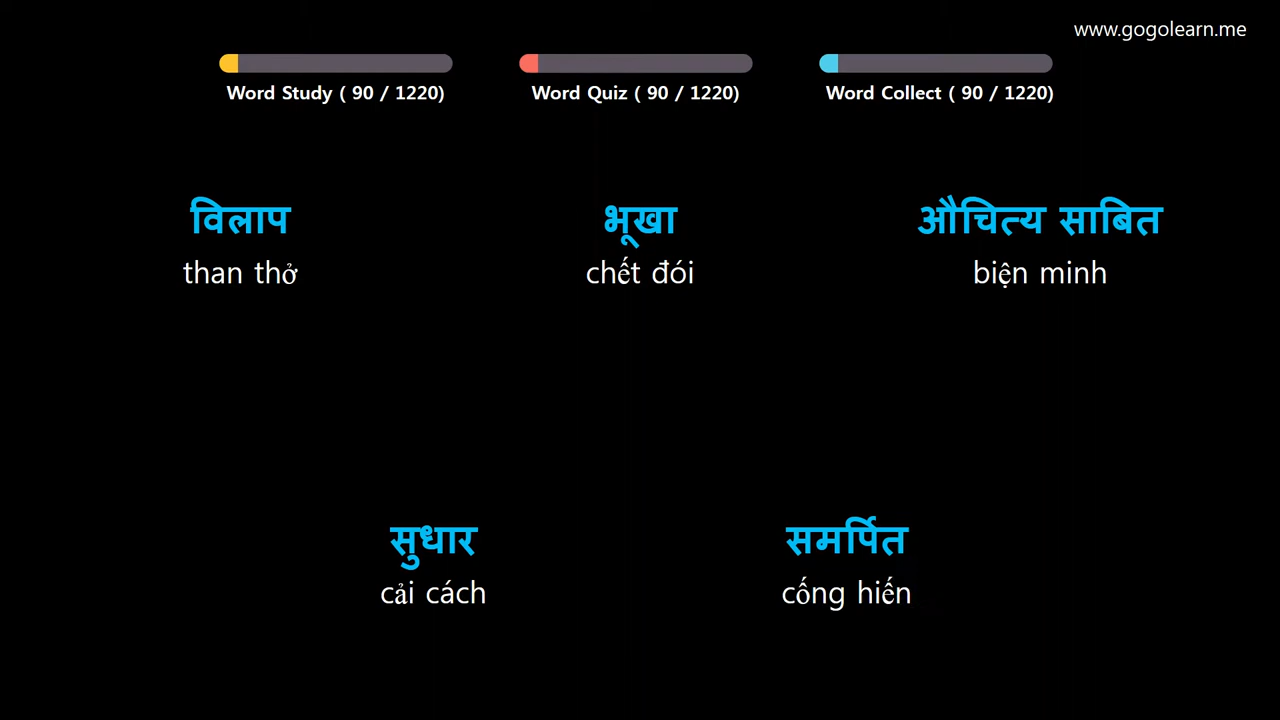 www.gogolearn.me
Word Study ( 90 / 1220)
Word Quiz ( 90 / 1220)
Word Collect ( 90 / 1220)
विलाप
than thở
भूखा
chết đói
औचित्य साबित
biện minh
सुधार
cải cách
समर्पित
cống hiến